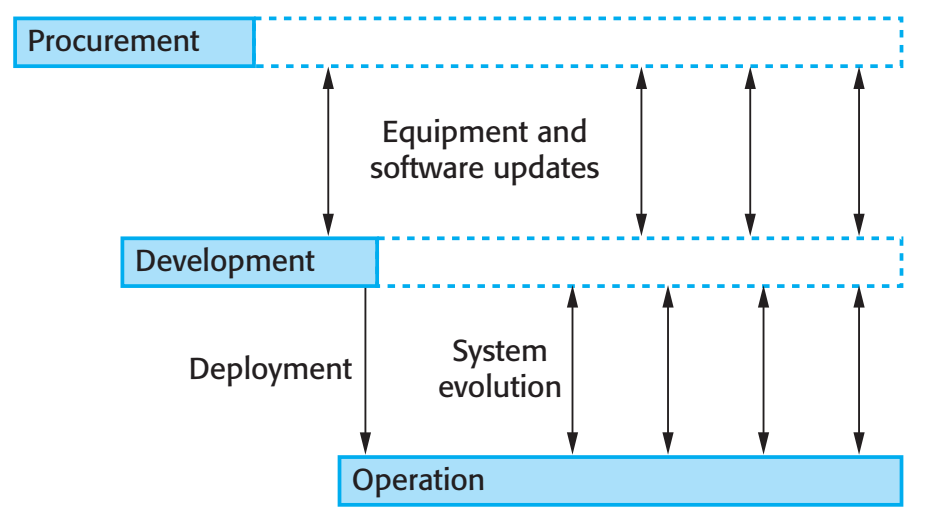 Procurement
Equipment and
software updates
Development
Deployment
System
evolution
Operation